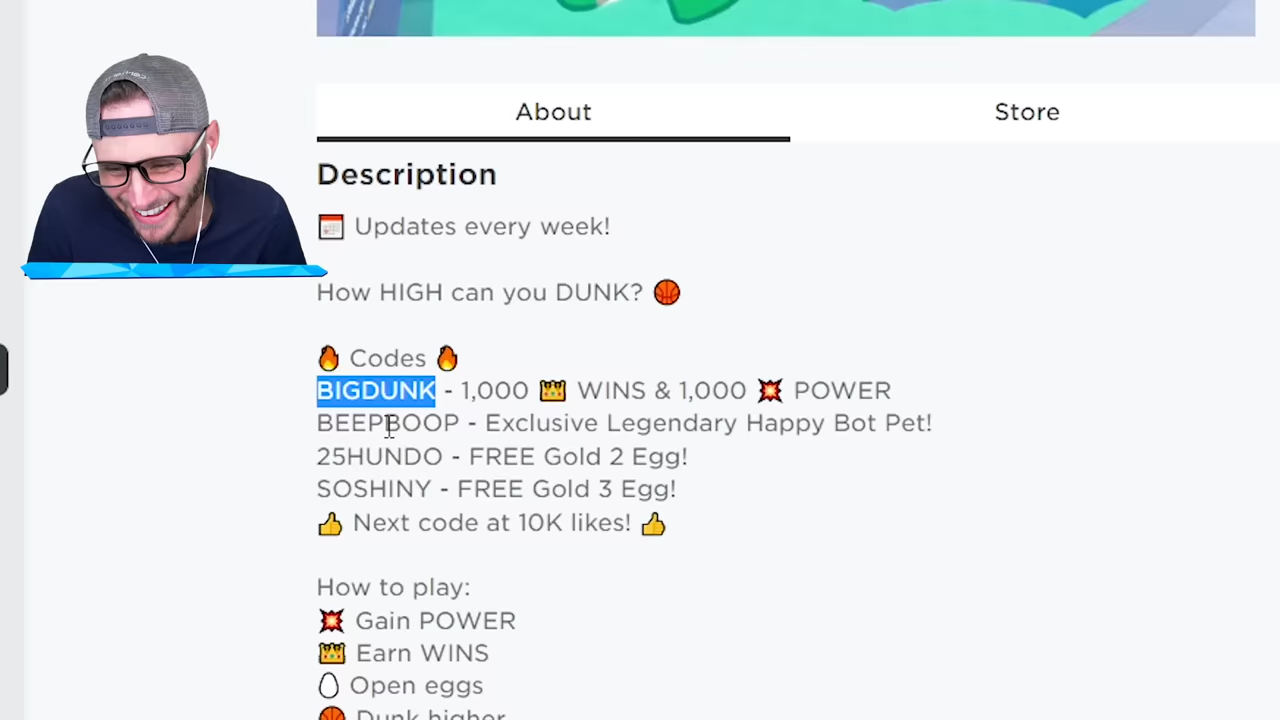 About
Store
Description
📅 Updates every week!
How HIGH can you DUNK? 🏀
🔥 Codes 🔥
BIGDUNK - 1,000 👑 WINS & 1,000 💥 POWER
BEEPBOOP - Exclusive Legendary Happy Bot Pet!
25HUNDO - FREE Gold 2 Egg!
SOSHINY - FREE Gold 3 Egg!
👍 Next code at 10K likes! 👍
How to play:
💥 Gain POWER
👑 Earn WINS
🥚 Open eggs
🏀 Dunk higher